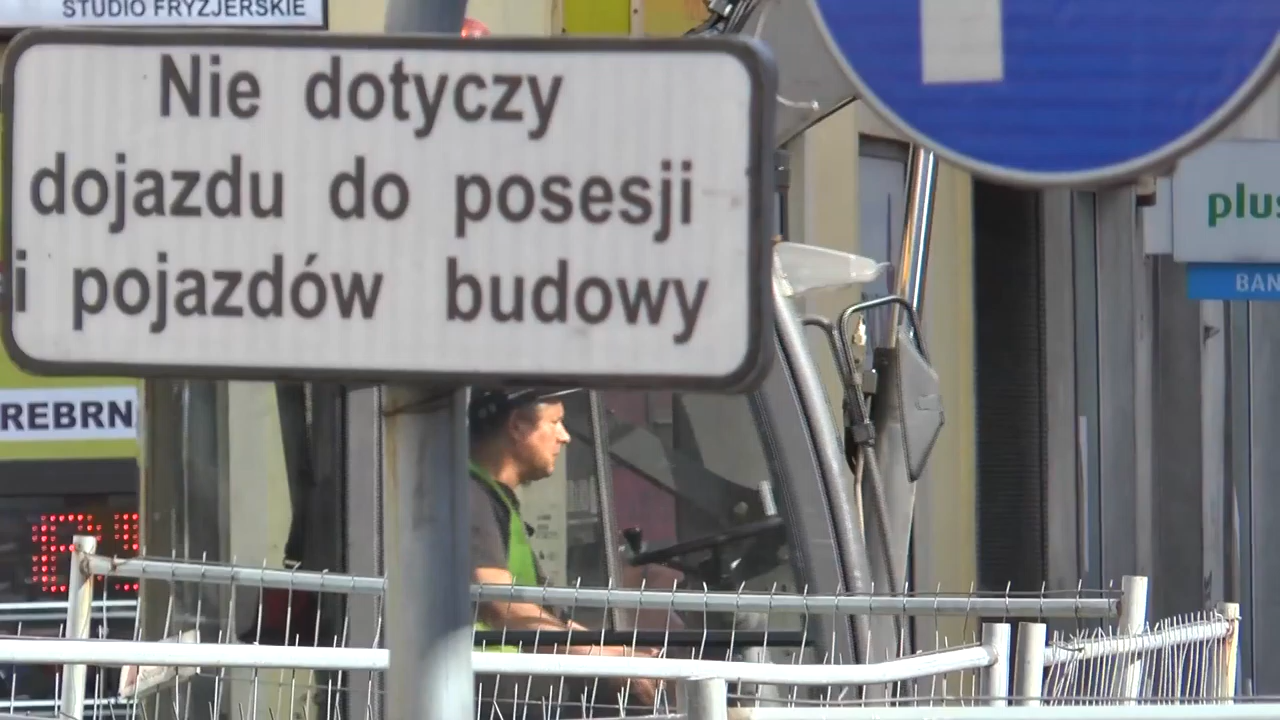 STUDIO FRYZJERSKIE
Nie dotyczy
dojazdu do posesji
i pojazdów budowy
plus
BAN
REBRN